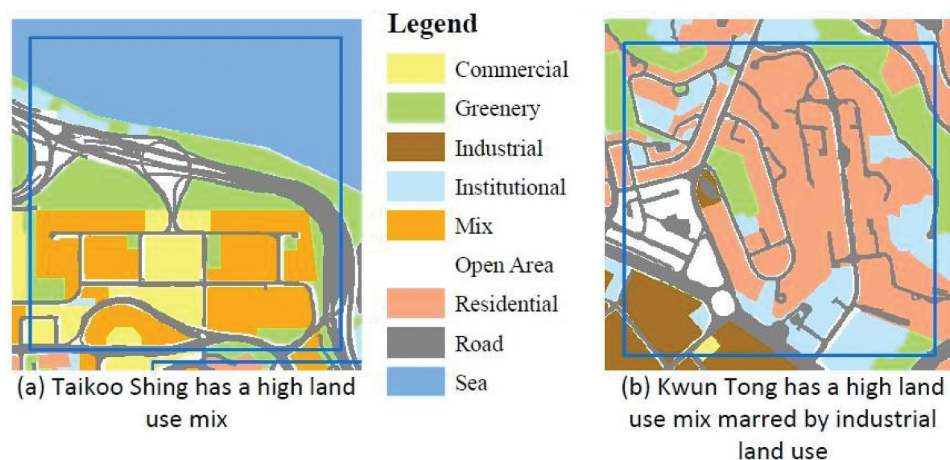 Legend
Commercial
Greenery
Industrial
Institutional
Mix
Open Area
Residential
Road
Sea
(a) Taikoo Shing has a high land
use mix
(b) Kwun Tong has a high land
use mix marred by industrial
land use